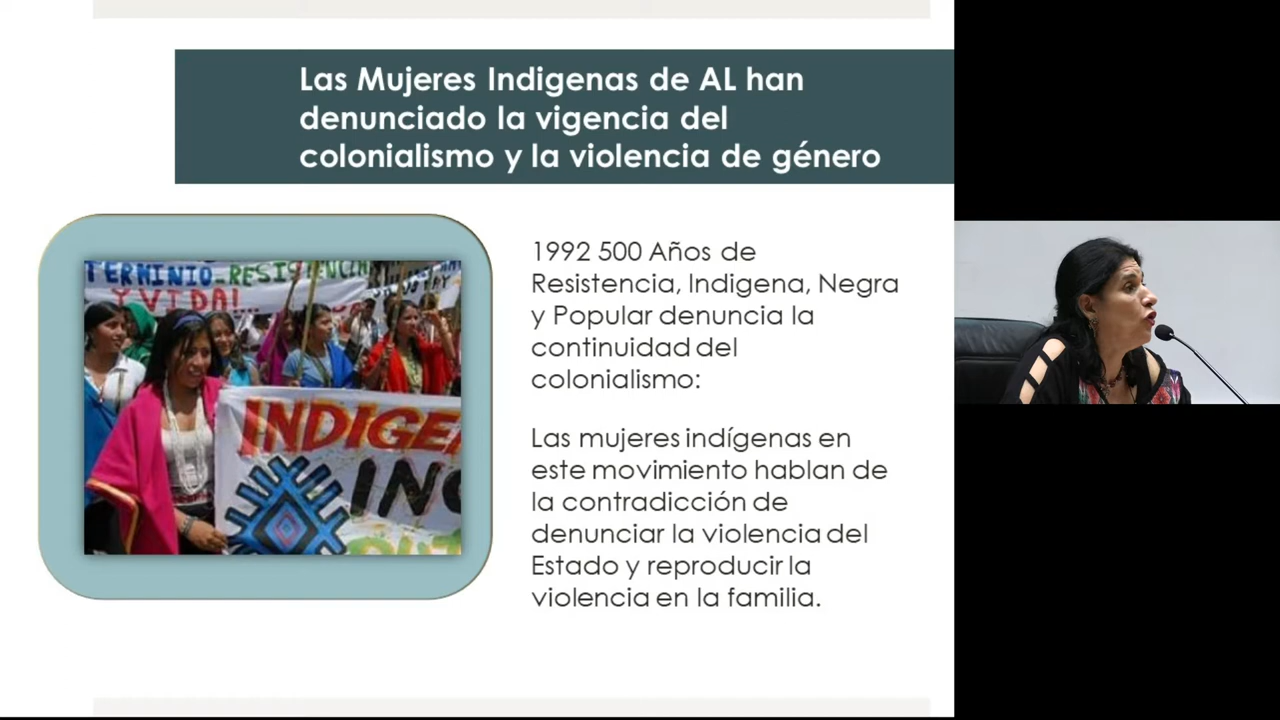 Las Mujeres Indigenas de AL han
denunciado la vigencia del
colonialismo y la violencia de género
TERMINIO-RESISTENCIA
Y VIDA!
INDIGE
IN
1992 500 Años de
Resistencia, Indigena, Negra
y Popular denuncia la
continuidad del
colonialismo:
Las mujeres indígenas en
este movimiento hablan de
la contradicción de
denunciar la violencia del
Estado y reproducir la
violencia en la familia.